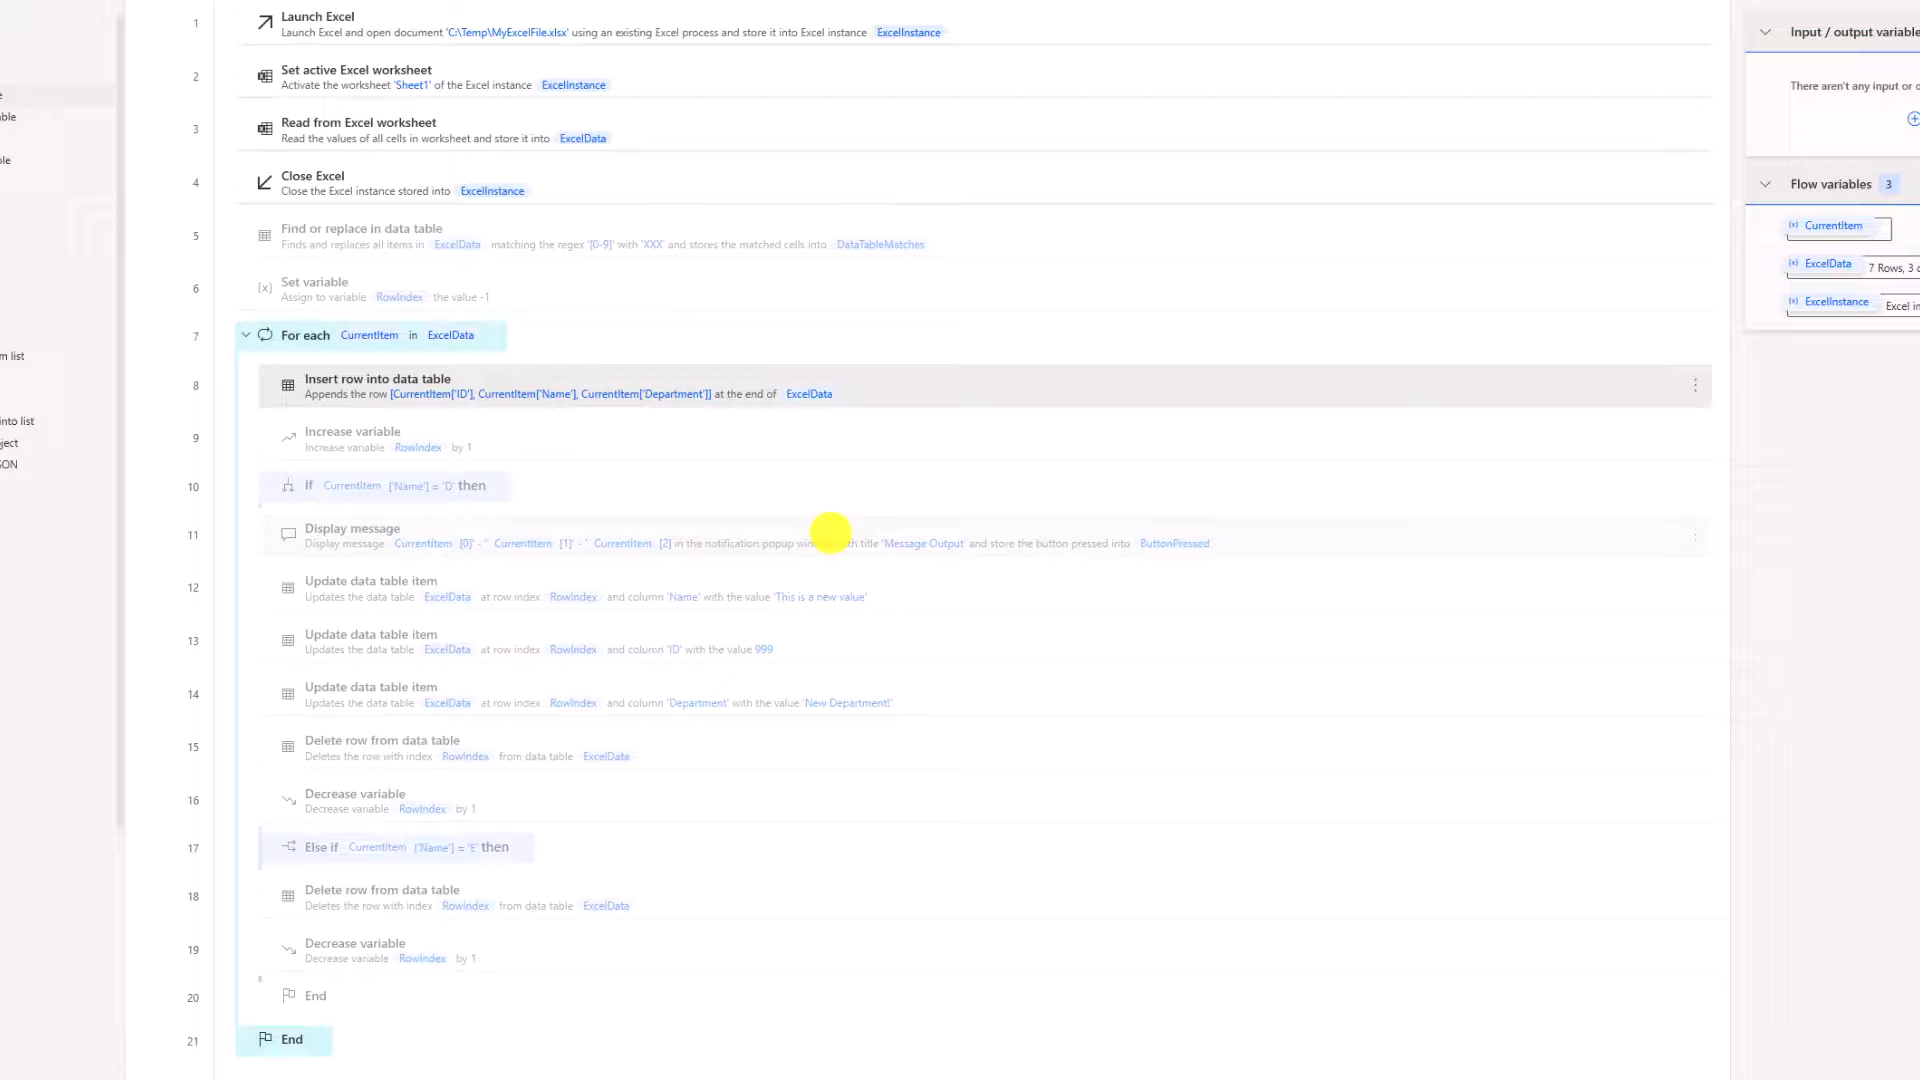 1
Launch Excel
Launch Excel and open document 'C:\Temp\MyExcelFile.xlsx' using an existing Excel process and store it into Excel instance ExcelInstance
2
Set active Excel worksheet
Activate the worksheet 'Sheet1' of the Excel instance ExcelInstance
3
Read from Excel worksheet
Read the values of all cells in worksheet and store it into ExcelData
4
Close Excel
Close the Excel instance stored into ExcelInstance
5
Find or replace in data table
Finds and replaces all items in ExcelData matching the regex '[0-9]' with 'XXX' and stores the matched cells into DataTableMatches
6
{x} Set variable
Assign to variable RowIndex the value -1
7
For each CurrentItem in ExcelData
8
Insert row into data table
Appends the row [CurrentItem['ID'], CurrentItem['Name'], CurrentItem['Department']] at the end of ExcelData
9
Increase variable
Increase variable RowIndex by 1
10
If CurrentItem ['Name'] = 'D' then
11
Display message
Display message CurrentItem [0]' - ' CurrentItem [1]' - ' CurrentItem [2] in the notification popup title 'Message Output' and store the button pressed into ButtonPressed
12
Update data table item
Updates the data table ExcelData at row index RowIndex and column 'Name' with the value 'This is a new value'
13
Update data table item
Updates the data table ExcelData at row index RowIndex and column 'ID' with the value 999
14
Update data table item
Updates the data table ExcelData at row index RowIndex and column 'Department' with the value 'New Department!'
15
Delete row from data table
Deletes the row with index RowIndex from data table ExcelData
16
Decrease variable
Decrease variable RowIndex by 1
17
Else if CurrentItem ['Name'] = 'E' then
18
Delete row from data table
Deletes the row with index RowIndex from data table ExcelData
19
Decrease variable
Decrease variable RowIndex by 1
20
End
21
End
e
ble
ble
m list
into list
ject
SON
Input / output variable
There aren't any input or o
Flow variables 3
(x) CurrentItem
(x) ExcelData 7 Rows, 3 c
(x) ExcelInstance Excel in